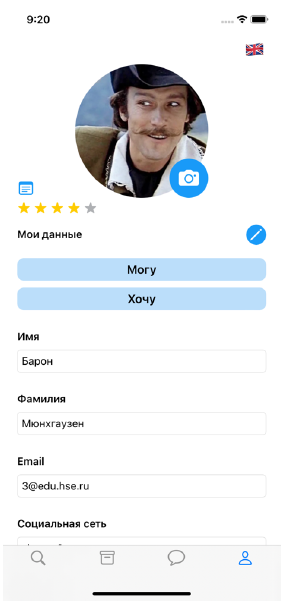 9:20
Мои данные
Могу
Хочу
Имя
Барон
Фамилия
Мюнхгаузен
Email
3@edu.hse.ru
Социальная сеть